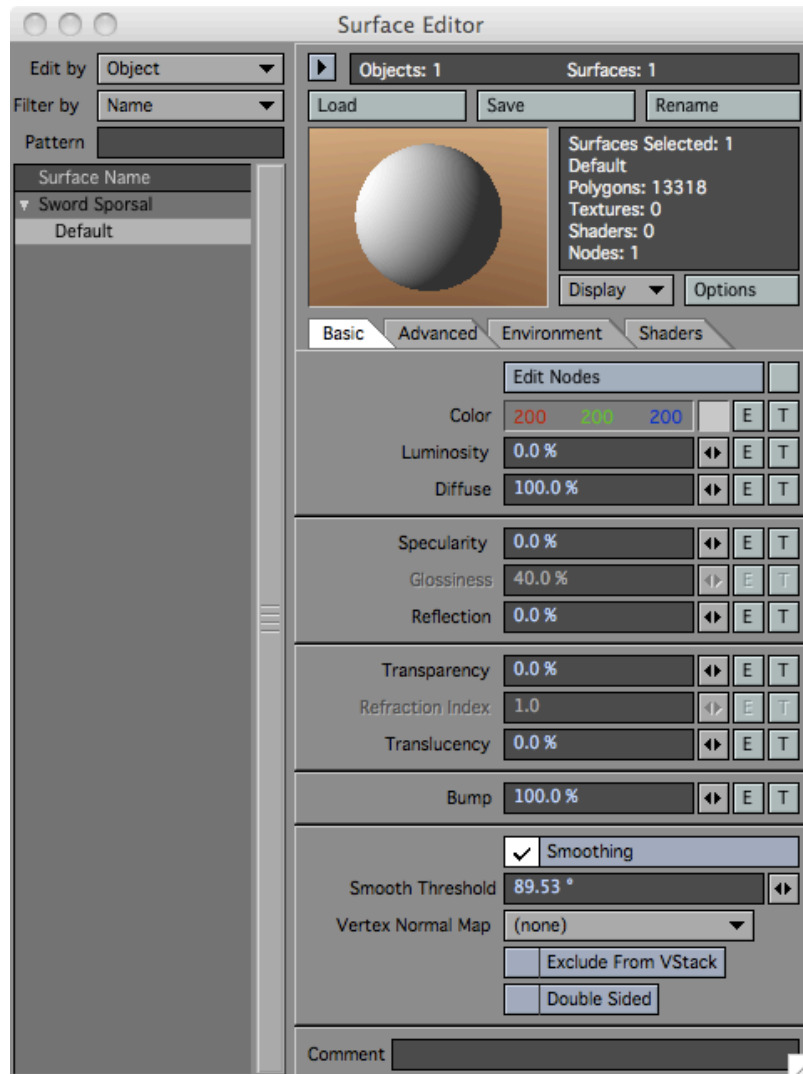 Surface Editor
Edit by Object
Filter by Name
Pattern
Surface Name
Sword Sporsal
Default
Objects: 1 Surfaces: 1
Load Save Rename
Surfaces Selected: 1
Default
Polygons: 13318
Textures: 0
Shaders: 0
Nodes: 1
Display Options
Basic Advanced Environment Shaders
Edit Nodes
Color 200 200 200 E T
Luminosity 0.0 % E T
Diffuse 100.0 % E T
Specularity 0.0 % E T
Glossiness 40.0 % E T
Reflection 0.0 % E T
Transparency 0.0 % E T
Refraction Index 1.0 E T
Translucency 0.0 % E T
Bump 100.0 % E T
Smoothing
Smooth Threshold 89.53 °
Vertex Normal Map (none)
Exclude From VStack
Double Sided
Comment